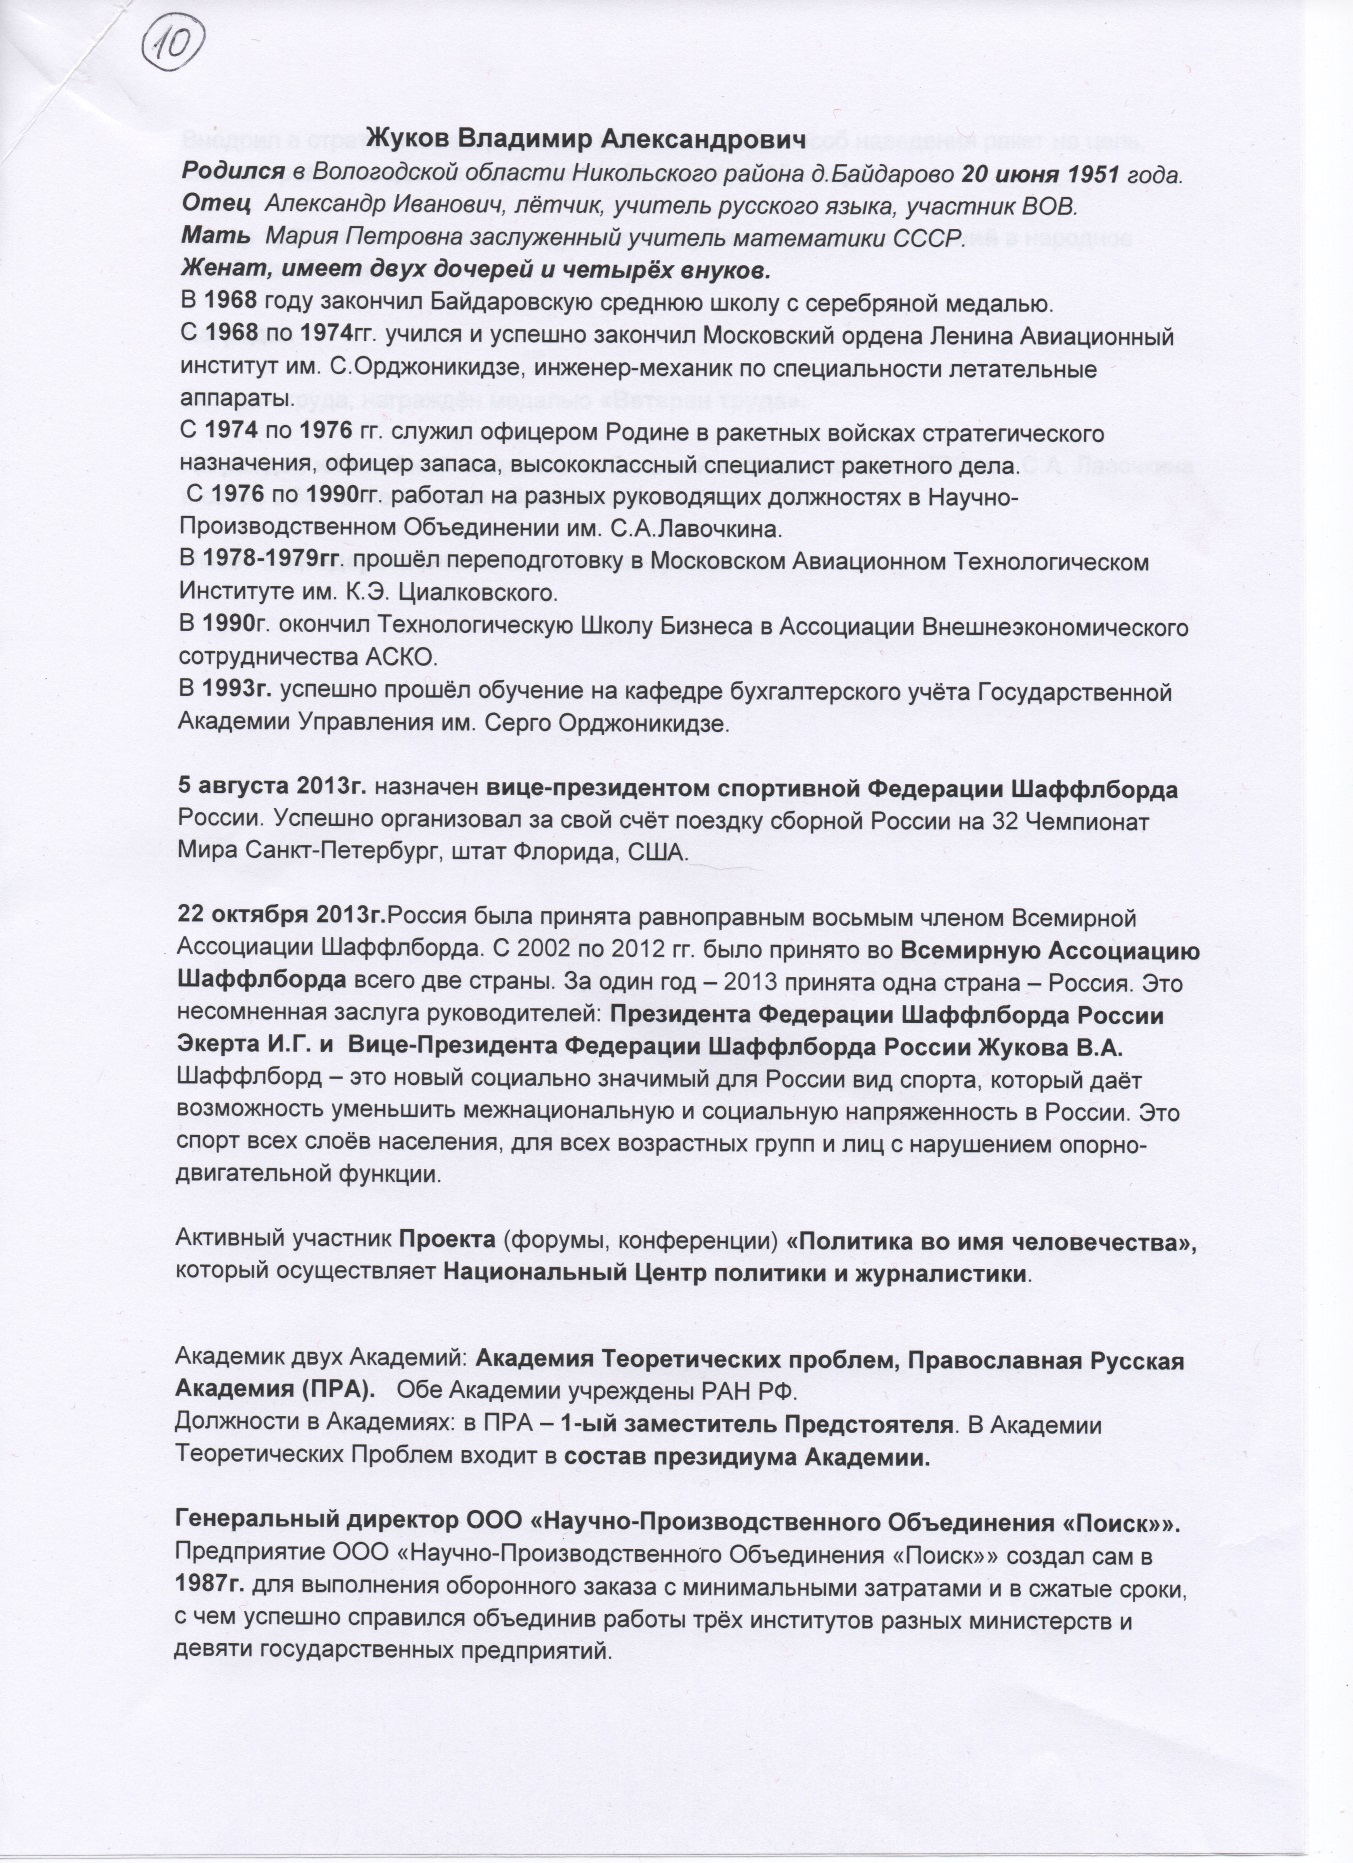 10
Жуков Владимир Александрович
Родился в Вологодской области Никольского района д.Байдарово 20 июня 1951 года.
Отец Александр Иванович, лётчик, учитель русского языка, участник ВОВ.
Мать Мария Петровна заслуженный учитель математики СССР.
Женат, имеет двух дочерей и четырёх внуков.
В 1968 году закончил Байдаровскую среднюю школу с серебряной медалью.
С 1968 по 1974гг. учился и успешно закончил Московский ордена Ленина Авиационный
институт им. С.Орджоникидзе, инженер-механик по специальности летательные
аппараты.
С 1974 по 1976 гг. служил офицером Родине в ракетных войсках стратегического
назначения, офицер запаса, высококлассный специалист ракетного дела.
С 1976 по 1990гг. работал на разных руководящих должностях в Научно-
Производственном Объединении им. С.А.Лавочкина.
В 1978-1979гг. прошёл переподготовку в Московском Авиационном Технологическом
Институте им. К.Э. Циалковского.
В 1990г. окончил Технологическую Школу Бизнеса в Ассоциации Внешнеэкономического
сотрудничества АСКО.
В 1993г. успешно прошёл обучение на кафедре бухгалтерского учёта Государственной
Академии Управления им. Серго Орджоникидзе.
5 августа 2013г. назначен вице-президентом спортивной Федерации Шаффлборда
России. Успешно организовал за свой счёт поездку сборной России на 32 Чемпионат
Мира Санкт-Петербург, штат Флорида, США.
22 октября 2013г.Россия была принята равноправным восьмым членом Всемирной
Ассоциации Шаффлборда. С 2002 по 2012 гг. было принято во Всемирную Ассоциацию
Шаффлборда всего две страны. За один год – 2013 принята одна страна – Россия. Это
несомненная заслуга руководителей: Президента Федерации Шаффлборда России
Экерта И.Г. и Вице-Президента Федерации Шаффлборда России Жукова В.А.
Шаффлборд – это новый социально значимый для России вид спорта, который даёт
возможность уменьшить межнациональную и социальную напряженность в России. Это
спорт всех слоёв населения, для всех возрастных групп и лиц с нарушением опорно-
двигательной функции.
Активный участник Проекта (форумы, конференции) «Политика во имя человечества»,
который осуществляет Национальный Центр политики и журналистики.
Академик двух Академий: Академия Теоретических проблем, Православная Русская
Академия (ПРА). Обе Академии учреждены РАН РФ.
Должности в Академиях: в ПРА – 1-ый заместитель Предстоятеля. В Академии
Теоретических Проблем входит в состав президиума Академии.
Генеральный директор ООО «Научно-Производственного Объединения «Поиск»».
Предприятие ООО «Научно-Производственного Объединения «Поиск»» создал сам в
1987г. для выполнения оборонного заказа с минимальными затратами и в сжатые сроки,
с чем успешно справился объединив работы трёх институтов разных министерств и
девяти государственных предприятий.